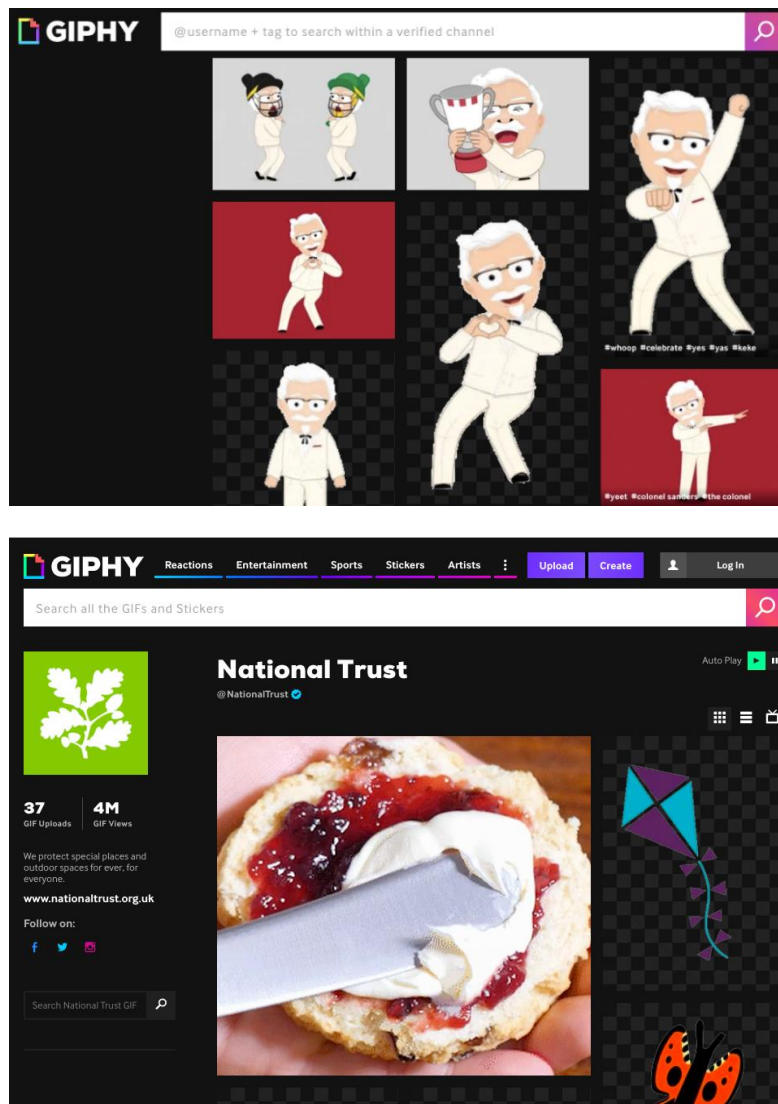 GIPHY
@username + tag to search within a verified channel
#whoop #celebrate #yes #yas #keke
#yeet #colonel sanders #the colonel
GIPHY Reactions Entertainment Sports Stickers Artists Upload Create Log In
Search all the GIFs and Stickers
National Trust
Auto Play
@NationalTrust
37 4M
GIF Uploads GIF Views
We protect special places and
outdoor spaces for ever, for
everyone.
www.nationaltrust.org.uk
Follow on:
Search National Trust GIF